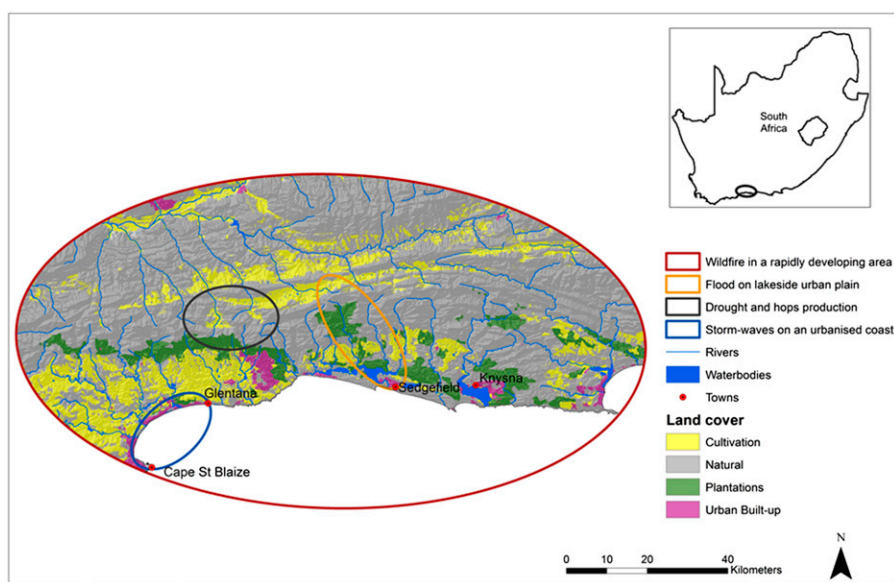 South
Africa
Wildfire in a rapidly developing area
Flood on lakeside urban plain
Drought and hops production
Storm-waves on an urbanised coast
Rivers
Waterbodies
Towns
Land cover
Cultivation
Natural
Plantations
Urban Built-up
Glentana
Sedgefield
Knysna
Cape St Blaize
N
0 10 20 40
Kilometers